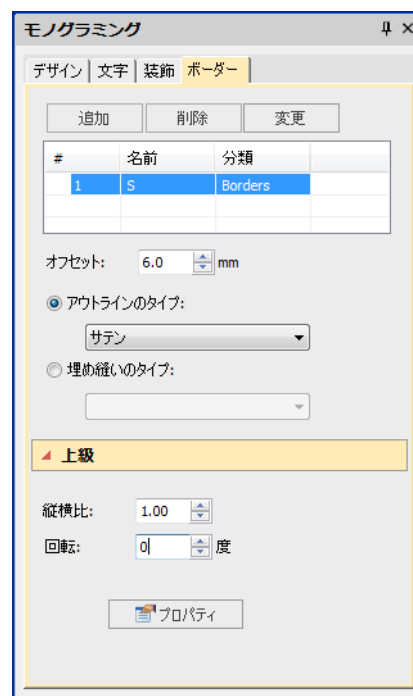 モノグラミング
デザイン 文字 装飾 ボーダー
追加 削除 変更
# 名前 分類
1 S Borders
オフセット: 6.0 mm
アウトラインのタイプ:
サテン
埋め縫いのタイプ:
上級
縦横比: 1.00
回転: 0 度
プロパティ